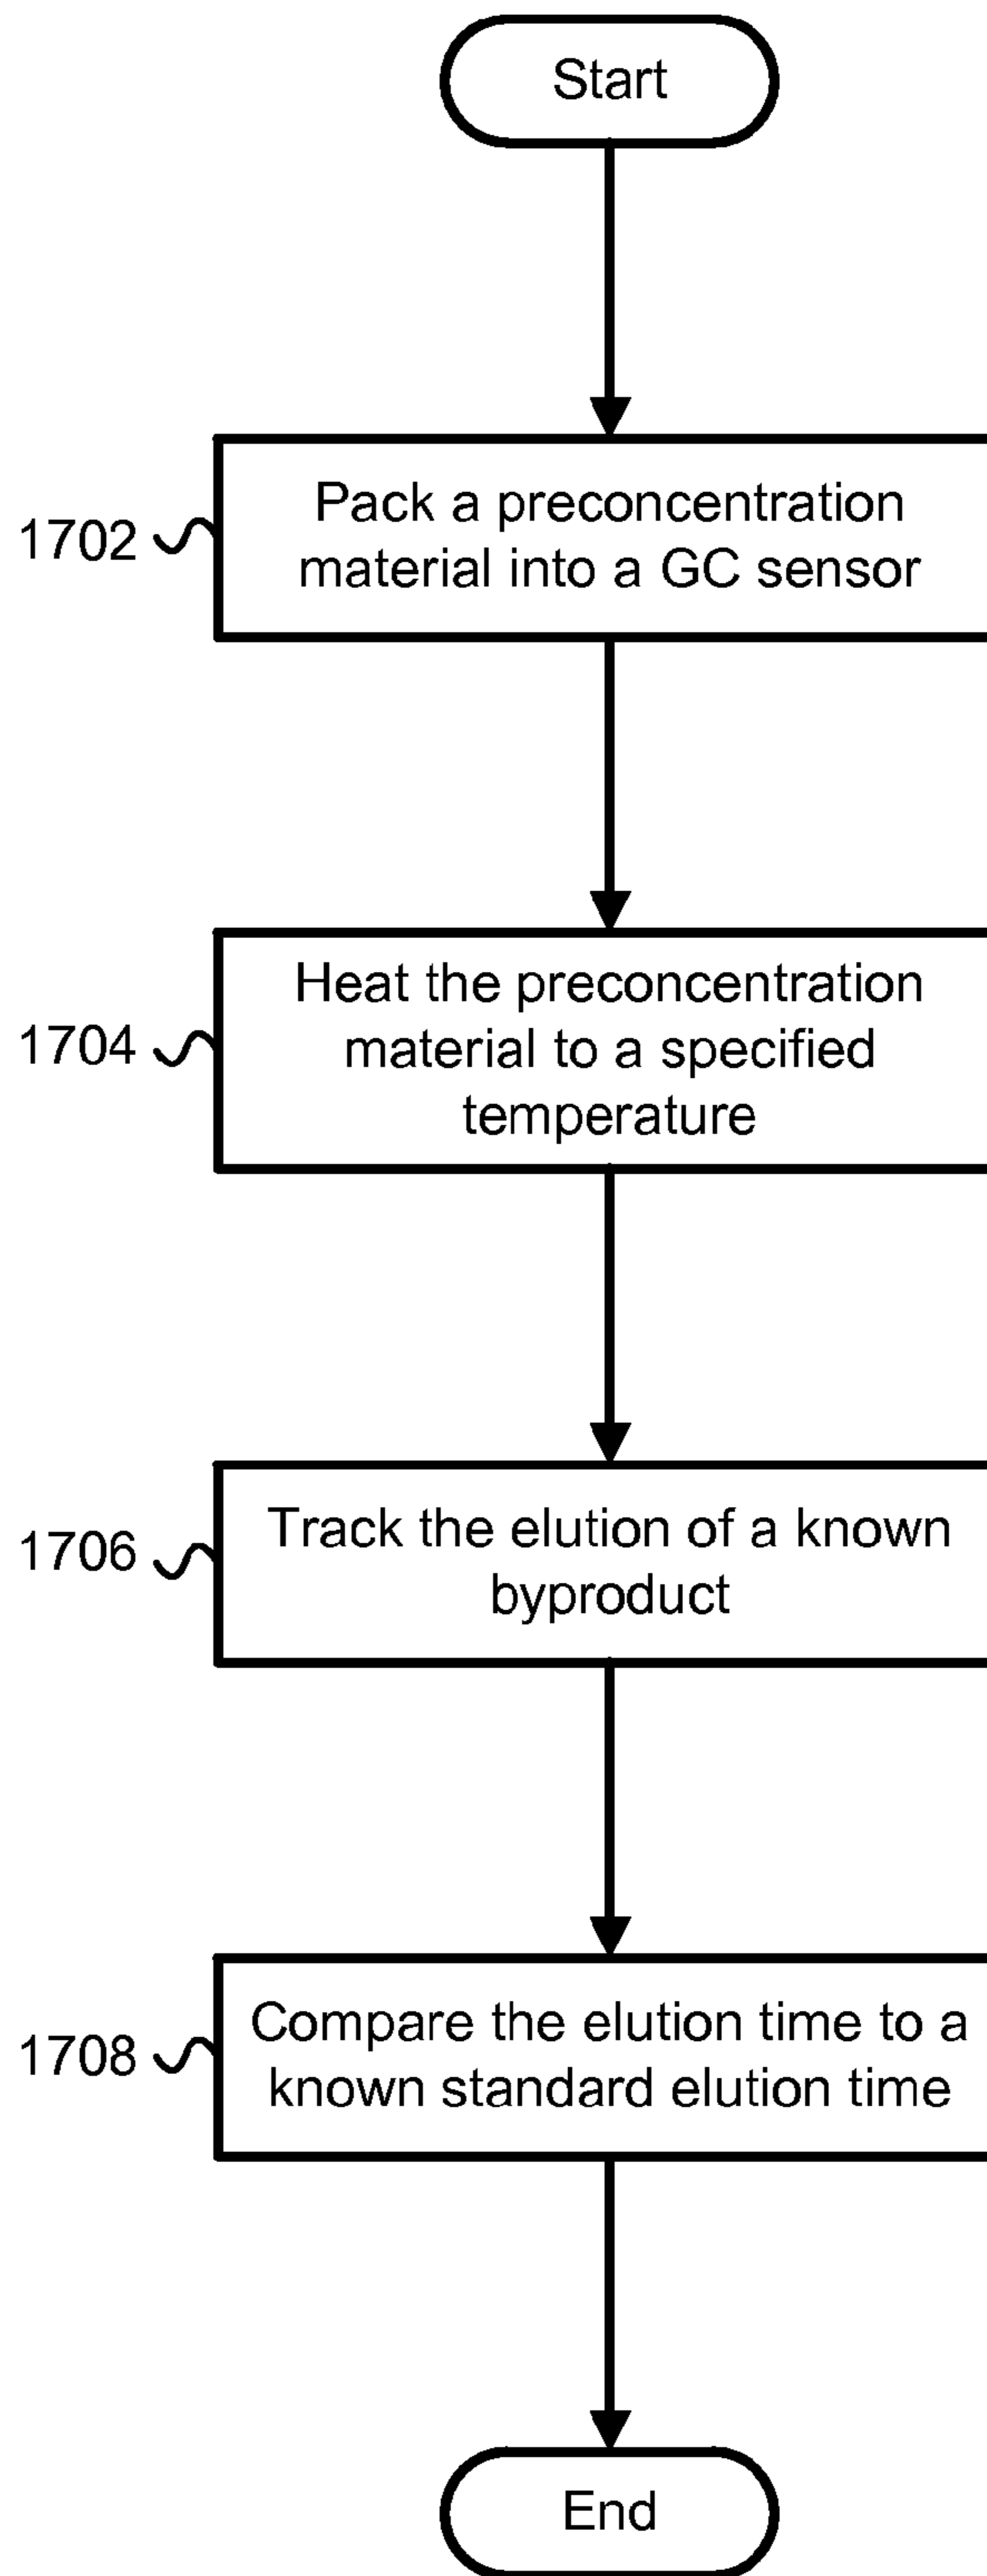 Start
1702
Pack a preconcentration
material into a GC sensor
1704
Heat the preconcentration
material to a specified
temperature
1706
Track the elution of a known
byproduct
1708
Compare the elution time to a
known standard elution time
End